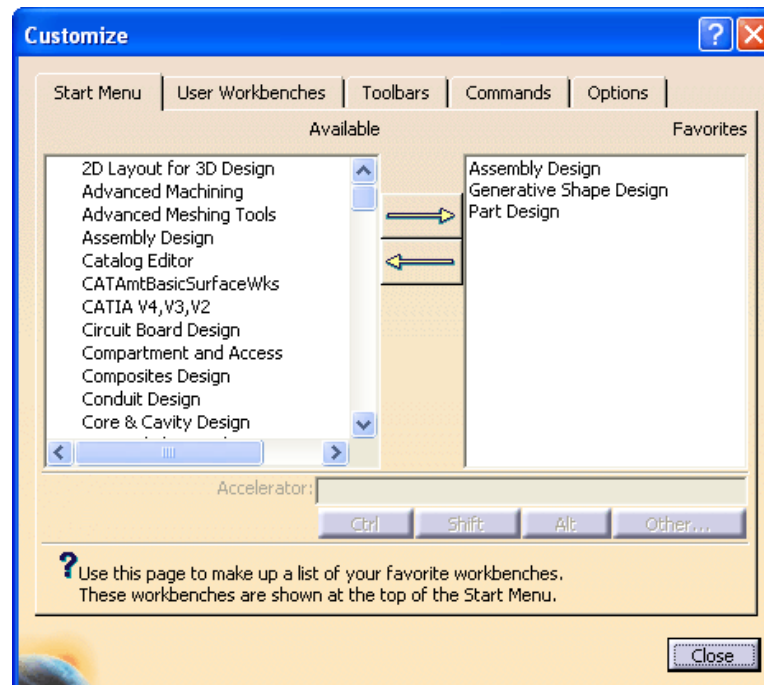 Customize
Start Menu User Workbenches Toolbars Commands Options
Available Favorites
2D Layout for 3D Design
Advanced Machining
Advanced Meshing Tools
Assembly Design
Catalog Editor
CATAmtBasicSurfaceWks
CATIA V4,V3,V2
Circuit Board Design
Compartment and Access
Composites Design
Conduit Design
Core & Cavity Design
Assembly Design
Generative Shape Design
Part Design
Accelerator:
Ctrl Shift Alt Other...
Use this page to make up a list of your favorite workbenches.
These workbenches are shown at the top of the Start Menu.
Close